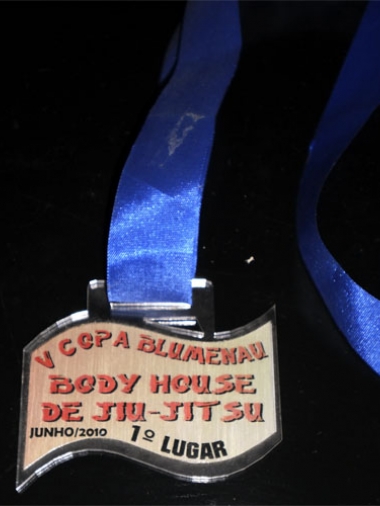 V COPA BLUMENAU
BODY HOUSE
DE JIU-JITSU
JUNHO/2010 1º LUGAR